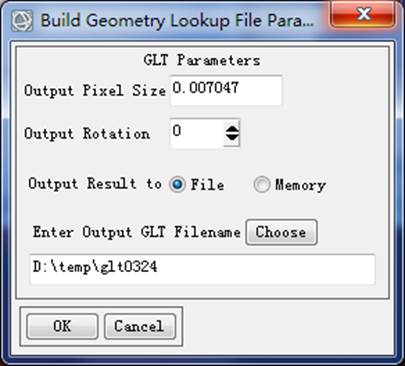 Build Geometry Lookup File Para...
GLT Parameters
Output Pixel Size 0.007047
Output Rotation 0
Output Result to File Memory
Enter Output GLT Filename Choose
D:\temp\glt0324
OK Cancel